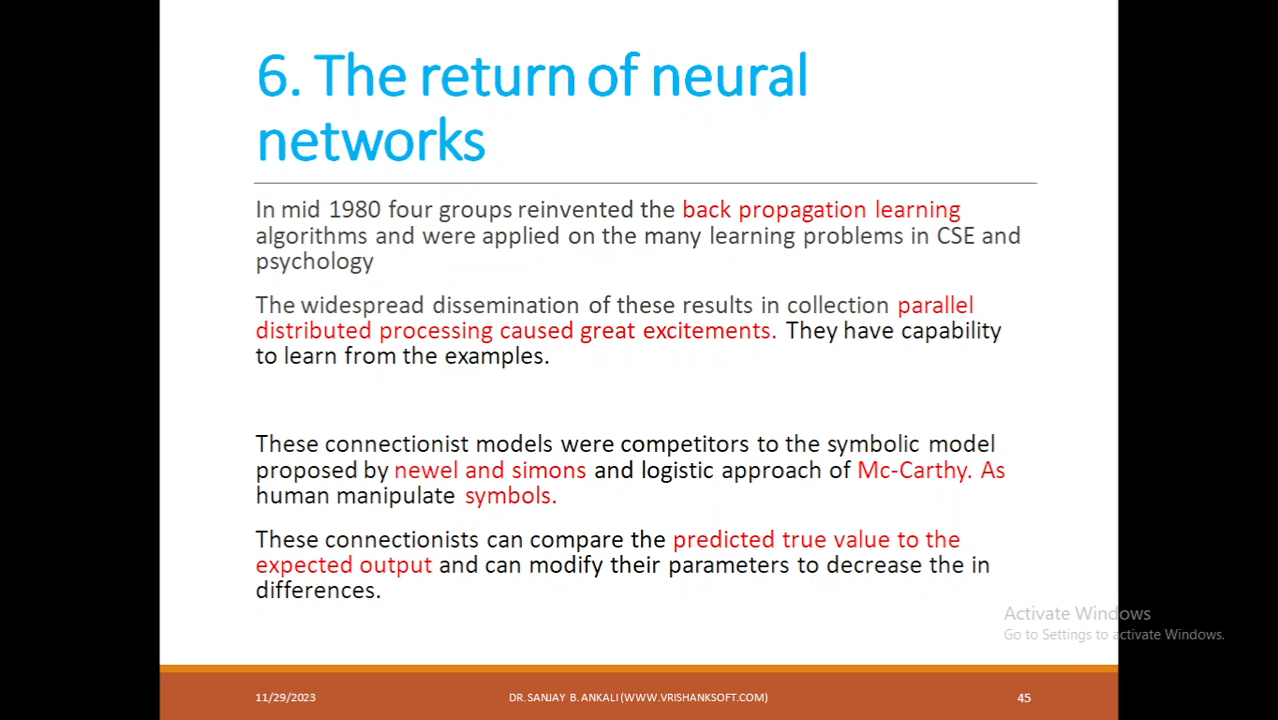 6. The return of neural
networks
In mid 1980 four groups reinvented the back propagation learning
algorithms and were applied on the many learning problems in CSE and
psychology
The widespread dissemination of these results in collection parallel
distributed processing caused great excitements. They have capability
to learn from the examples.
These connectionist models were competitors to the symbolic model
proposed by newel and simons and logistic approach of Mc-Carthy. As
human manipulate symbols.
These connectionists can compare the predicted true value to the
expected output and can modify their parameters to decrease the in
differences.
Activate Windows
Go to Settings to activate Windows.
11/29/2023
DR. SANJAY B. ANKALI (WWW.VRISHANKSOFT.COM)
45